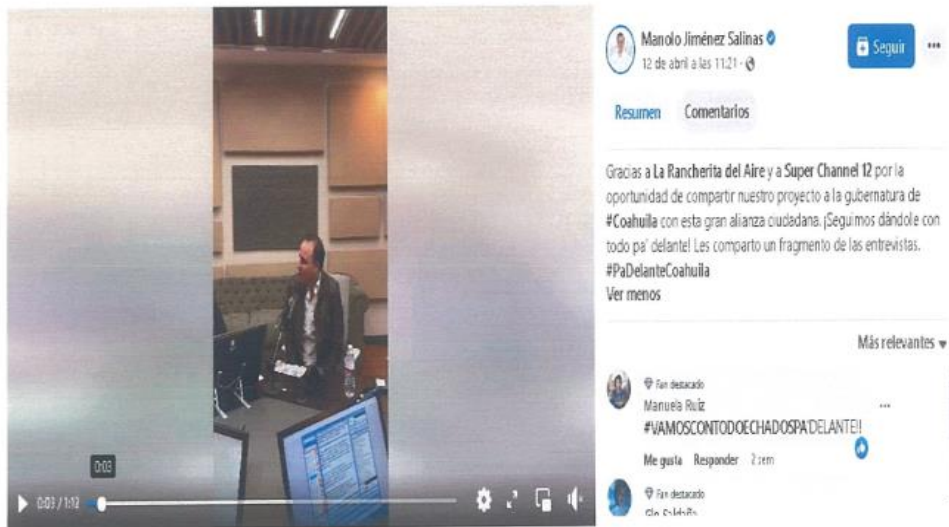 Manolo Jiménez Salinas
12 de abril a las 11:21
Seguir
Resumen
Comentarios
Gracias a La Rancherita del Aire y a Super Channel 12 por la
oportunidad de compartir nuestro proyecto a la gubernatura de
#Coahuila con esta gran alianza ciudadana. ¡Seguimos dándole con
todo pa' delante! Les comparto un fragmento de las entrevistas.
#PaDelanteCoahuila
Ver menos
Más relevantes
Fan destacado
Manuela Ruiz
#VAMOSCONTODOECHADOSPA'DELANTE!!
Me gusta Responder 2 sem
Fan destacado
0:03
0:03 / 1:12